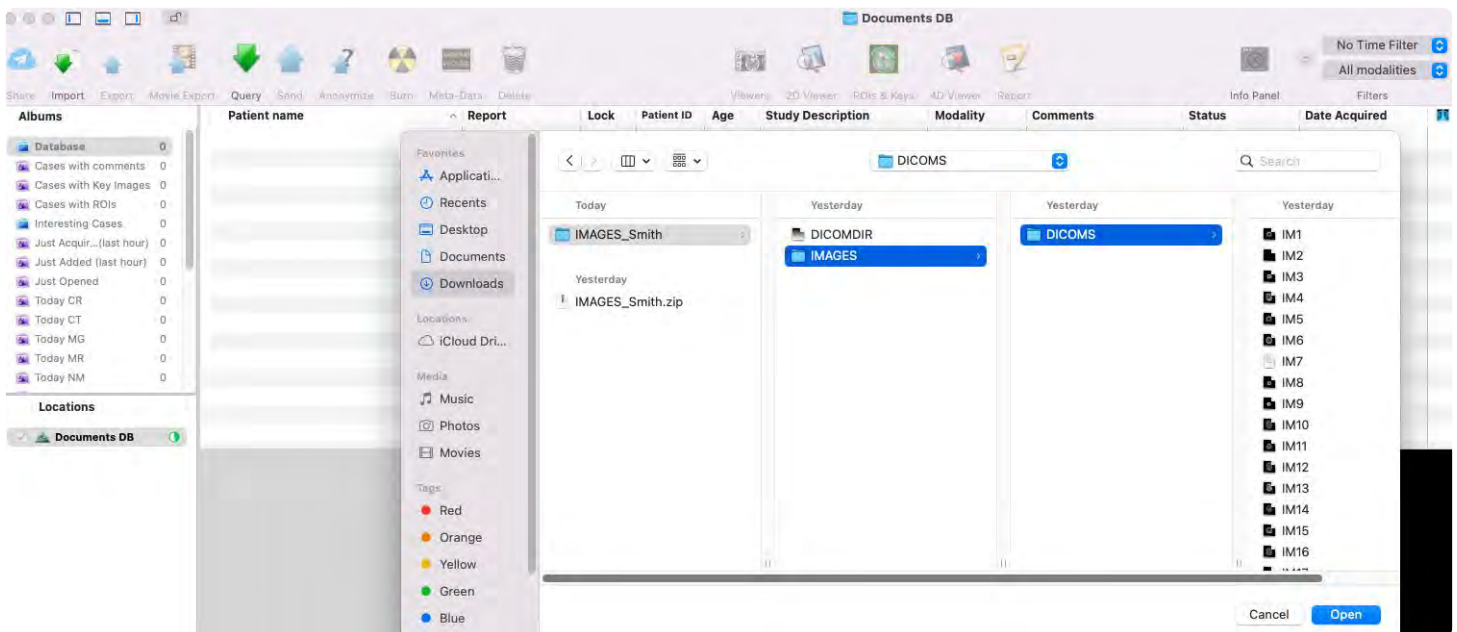 Documents DB
No Time Filter
All modalities
Share Import Export Movie Export Query Send Anonymize Burn Meta-Data Delete Viewers 2D Viewer ROIs & Keys 4D Viewer Report Info Panel Filters
Albums Patient name Report Lock Patient ID Age Study Description Modality Comments Status Date Acquired
Database 0
Cases with comments 0
Cases with Key Images 0
Cases with ROIs 0
Interesting Cases 0
Just Acquir...(last hour) 0
Just Added (last hour) 0
Just Opened 0
Today CR 0
Today CT 0
Today MG 0
Today MR 0
Today NM 0
Locations
Documents DB
Favorites
Applicati...
Recents
Desktop
Documents
Downloads
Locations
iCloud Dri...
Media
Music
Photos
Movies
Tags
Red
Orange
Yellow
Green
Blue
DICOMS
Search
Today
IMAGES_Smith
Yesterday
IMAGES_Smith.zip
Yesterday
DICOMDIR
IMAGES
Yesterday
DICOMS
Yesterday
IM1
IM2
IM3
IM4
IM5
IM6
IM7
IM8
IM9
IM10
IM11
IM12
IM13
IM14
IM15
IM16
Cancel Open